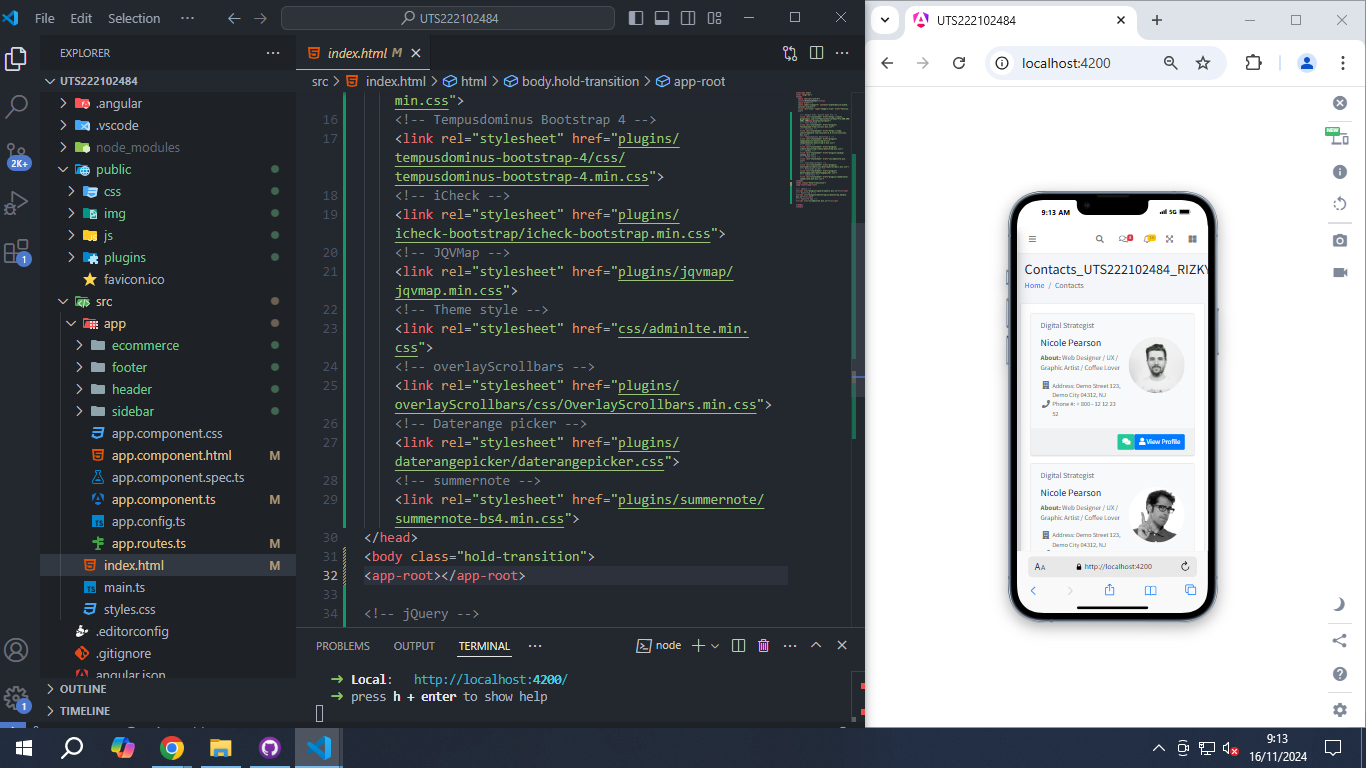 File Edit Selection ··· UTS222102484
EXPLORER ···
UTS222102484
.angular
.vscode
node_modules
public
css
img
js
plugins
favicon.ico
src
app
ecommerce
footer
header
sidebar
app.component.css
app.component.html M
app.component.spec.ts
app.component.ts M
app.config.ts
app.routes.ts M
index.html M
main.ts
styles.css
.editorconfig
.gitignore
angular.json
OUTLINE
TIMELINE
2K+
1
1
index.html M
src > index.html > html > body.hold-transition > app-root
min.css">
16 <!-- Tempusdominus Bootstrap 4 -->
17 <link rel="stylesheet" href="plugins/
tempusdominus-bootstrap-4/css/
tempusdominus-bootstrap-4.min.css">
18 <!-- iCheck -->
19 <link rel="stylesheet" href="plugins/
icheck-bootstrap/icheck-bootstrap.min.css">
20 <!-- JQVMap -->
21 <link rel="stylesheet" href="plugins/jqvmap/
jqvmap.min.css">
22 <!-- Theme style -->
23 <link rel="stylesheet" href="css/adminlte.min.
css">
24 <!-- overlayScrollbars -->
25 <link rel="stylesheet" href="plugins/
overlayScrollbars/css/OverlayScrollbars.min.css">
26 <!-- Daterange picker -->
27 <link rel="stylesheet" href="plugins/
daterangepicker/daterangepicker.css">
28 <!-- summernote -->
29 <link rel="stylesheet" href="plugins/summernote/
summernote-bs4.min.css">
30 </head>
31 <body class="hold-transition">
32 <app-root></app-root>
33
34 <!-- jQuery -->
PROBLEMS OUTPUT TERMINAL ··· node
➜ Local: http://localhost:4200/
➜ press h + enter to show help
UTS222102484
localhost:4200
NEW
9:13 AM 5G
Contacts_UTS222102484_RIZKY
Home / Contacts
Digital Strategist
Nicole Pearson
About: Web Designer / UX /
Graphic Artist / Coffee Lover
Address: Demo Street 123,
Demo City 04312, NJ
Phone #: + 800 - 12 12 23
52
View Profile
Digital Strategist
Nicole Pearson
About: Web Designer / UX /
Graphic Artist / Coffee Lover
Address: Demo Street 123,
Demo City 04312, NJ
AA http://localhost:4200
9:13
16/11/2024